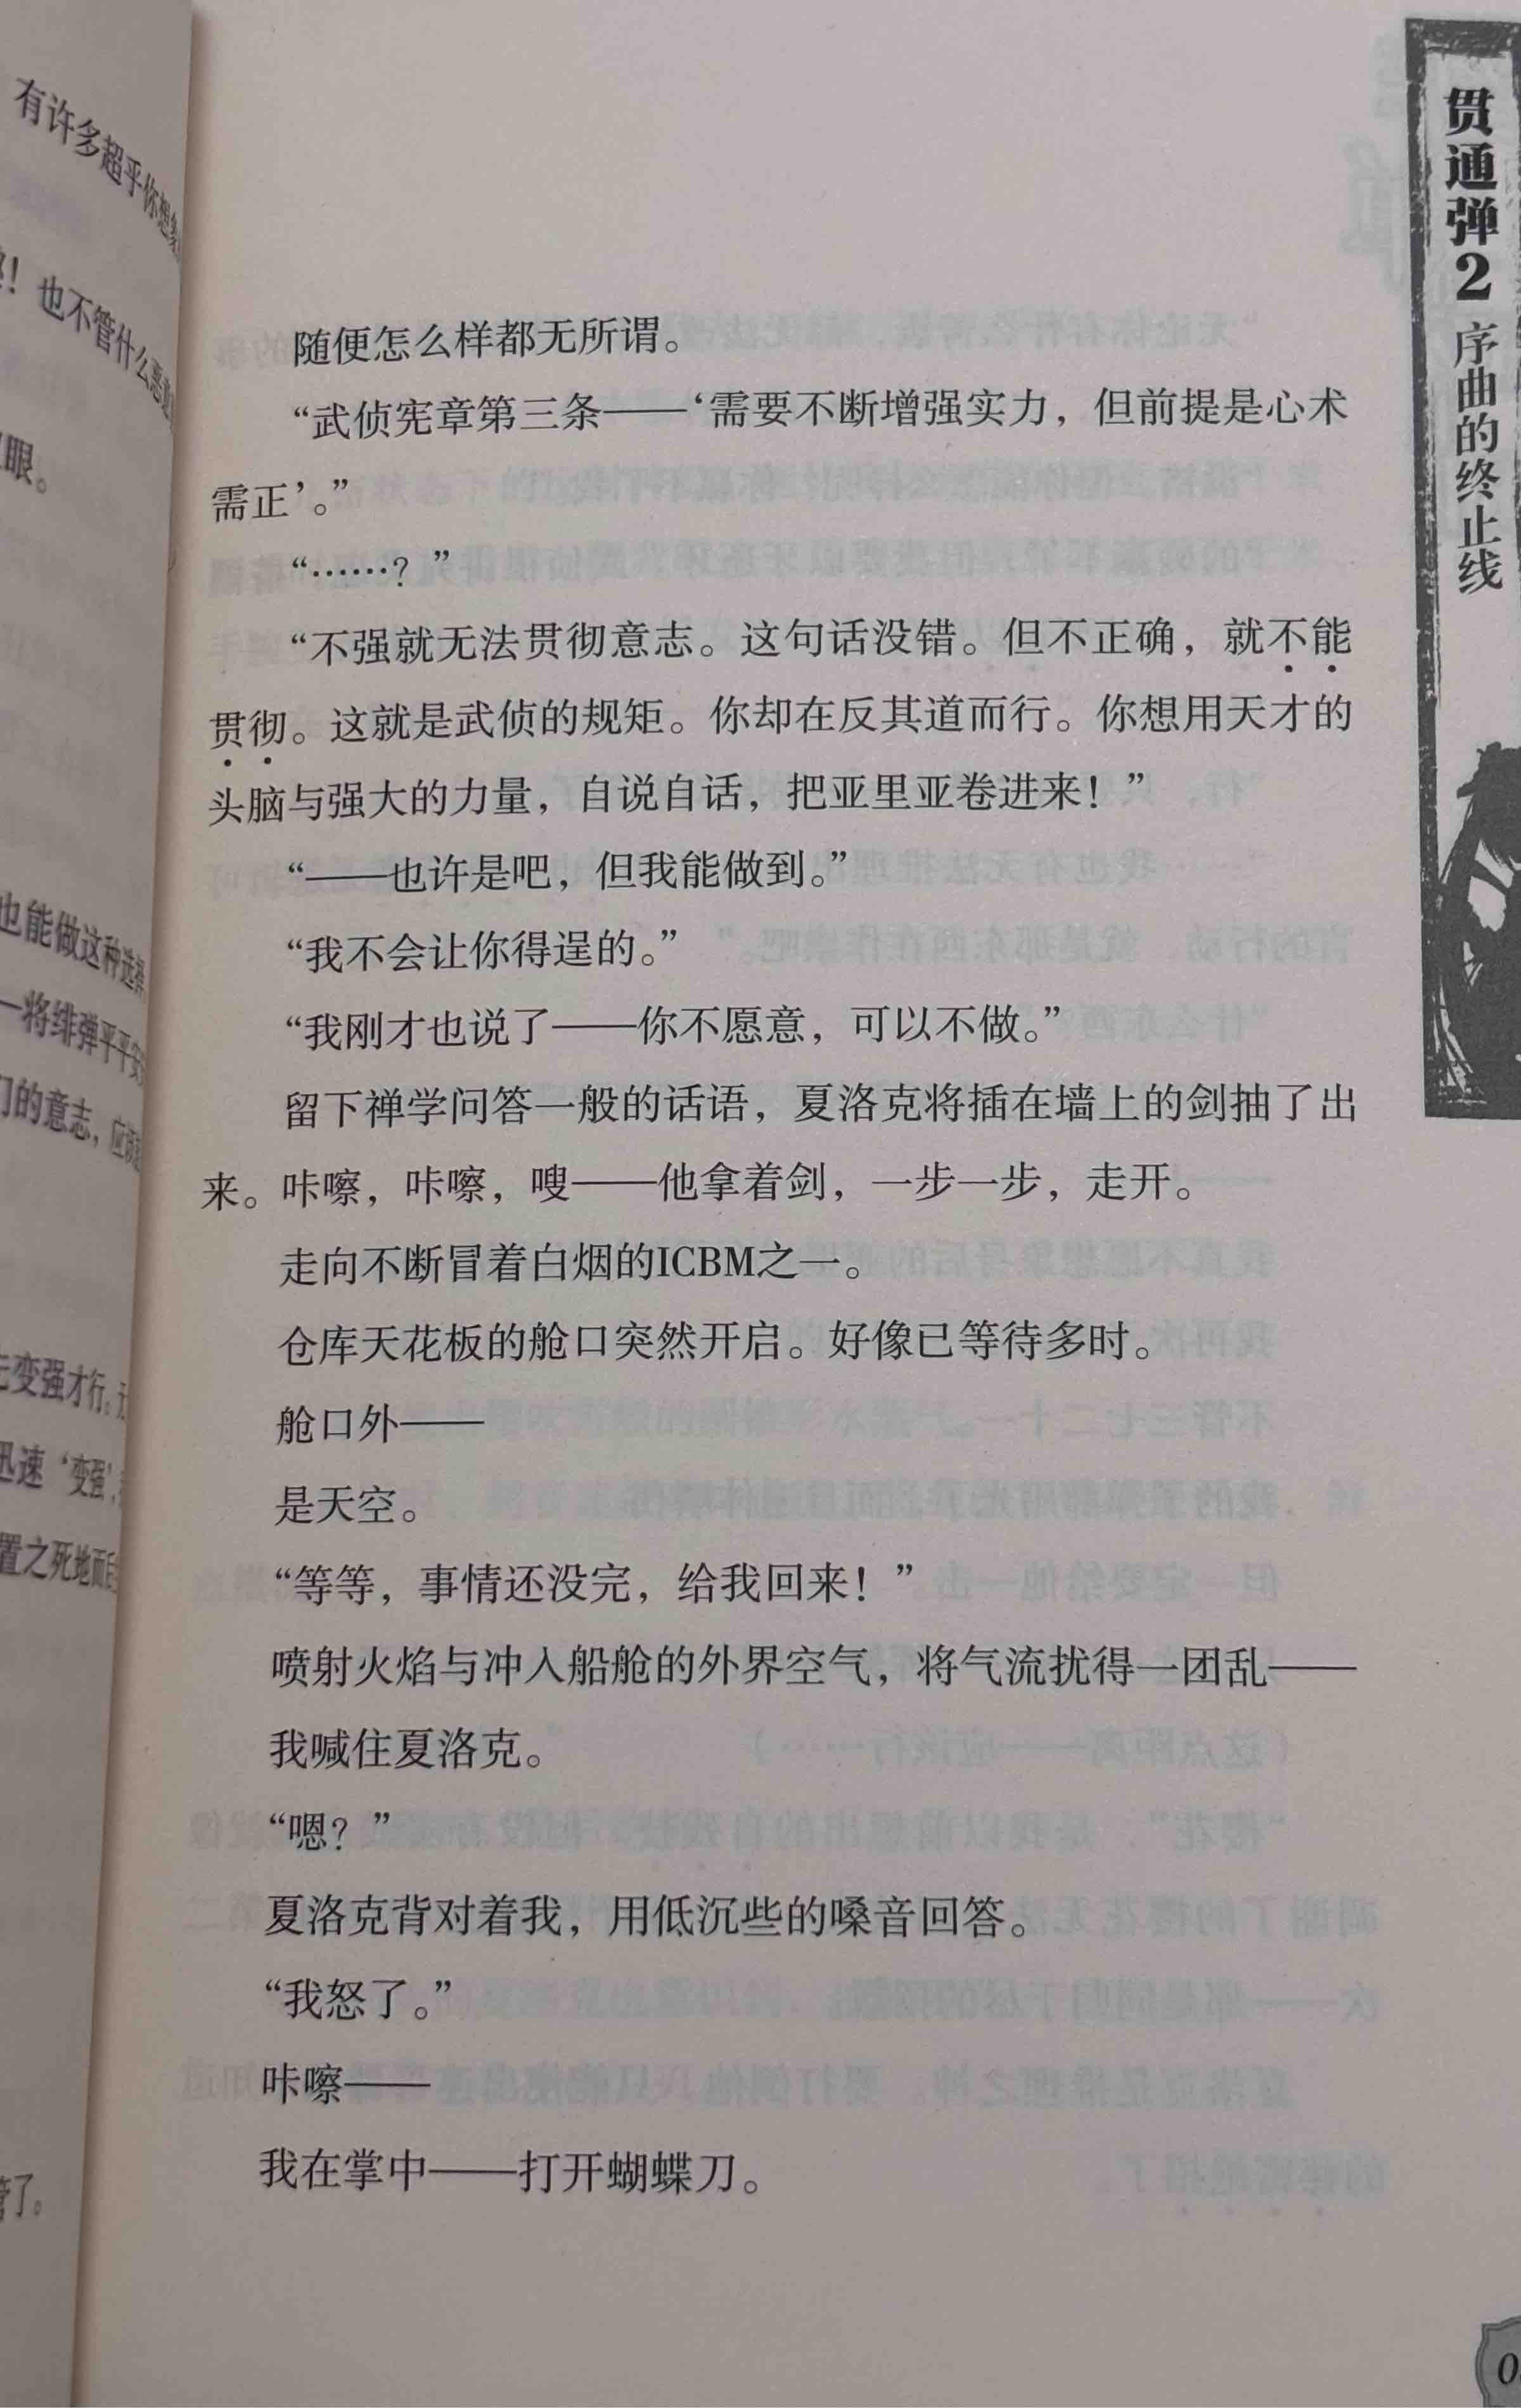 有许多超乎你想
！也不管什么恶
眼。
也能做这种选
—将绯弹平平安
们的意志，应
变强才行。
迅速‘变强’，
置之死地而
管了。
随便怎么样都无所谓。
“武侦宪章第三条——‘需要不断增强实力，但前提是心术
需正’。”
“……？”
“不强就无法贯彻意志。这句话没错。但不正确，就不能
贯彻。这就是武侦的规矩。你却在反其道而行。你想用天才的
头脑与强大的力量，自说自话，把亚里亚卷进来！”
“——也许是吧，但我能做到。”
“我不会让你得逞的。”
“我刚才也说了——你不愿意，可以不做。”
留下禅学问答一般的话语，夏洛克将插在墙上的剑抽了出
来。咔嚓，咔嚓，嗖——他拿着剑，一步一步，走开。
走向不断冒着白烟的ICBM之一。
仓库天花板的舱口突然开启。好像已等待多时。
舱口外——
是天空。
“等等，事情还没完，给我回来！”
喷射火焰与冲入船舱的外界空气，将气流扰得一团乱——
我喊住夏洛克。
“嗯？”
夏洛克背对着我，用低沉些的嗓音回答。
“我怒了。”
咔嚓——
我在掌中——打开蝴蝶刀。
贯通弹2 序曲的终止线
0